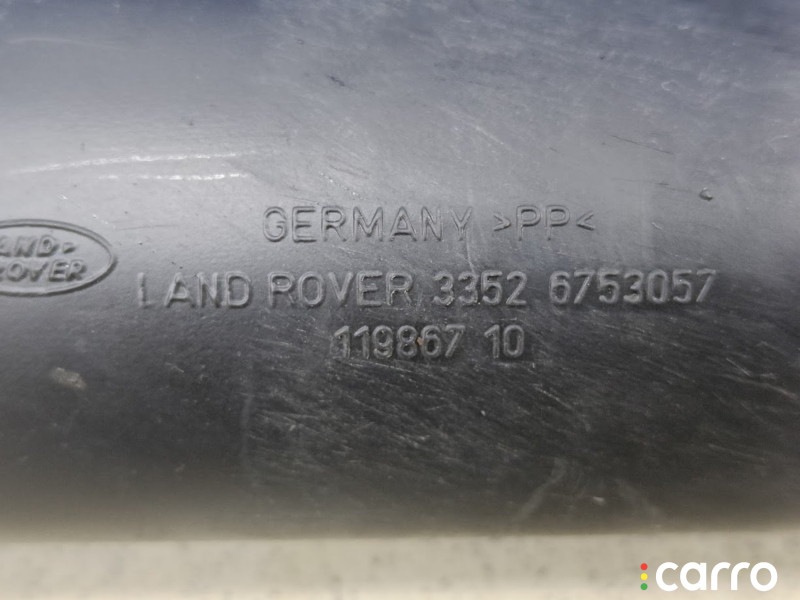 GERMANY >PP<
LAND ROVER
LAND ROVER 3352 6753057
119867 10
carro